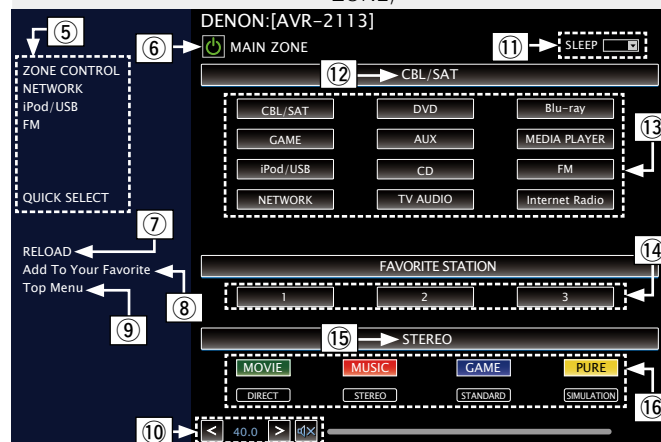 DENON:[AVR-2113]
⑤
⑥ MAIN ZONE ⑪ SLEEP
ZONE CONTROL
NETWORK
iPod/USB
FM
QUICK SELECT
⑫ CBL/SAT
CBL/SAT DVD Blu-ray
GAME AUX MEDIA PLAYER ⑬
iPod/USB CD FM
NETWORK TV AUDIO Internet Radio
⑦
RELOAD
Add To Your Favorite
Top Menu
⑧
⑨
⑭
FAVORITE STATION
1 2 3
⑮ STEREO
MOVIE MUSIC GAME PURE
DIRECT STEREO STANDARD SIMULATION
⑯
⑩ < 40.0 >